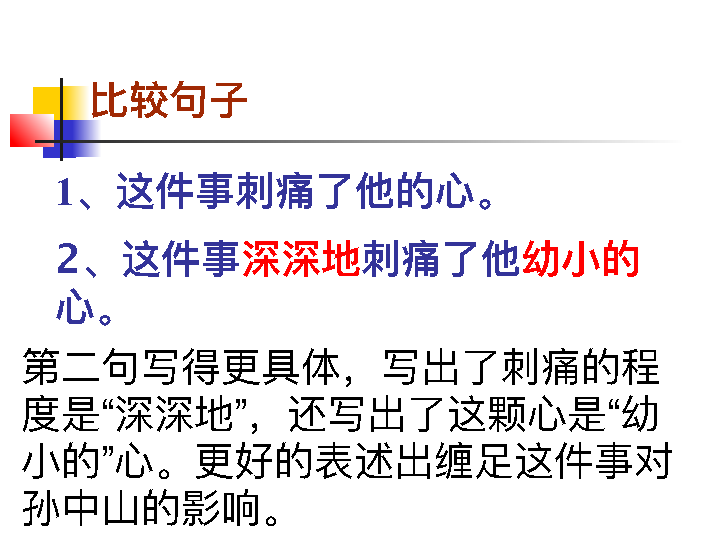 比较句子
1、这件事刺痛了他的心。
2、这件事深深地刺痛了他幼小的
心。
第二句写得更具体，写出了刺痛的程
度是“深深地”，还写出了这颗心是“幼
小的”心。更好的表述出缠足这件事对
孙中山的影响。